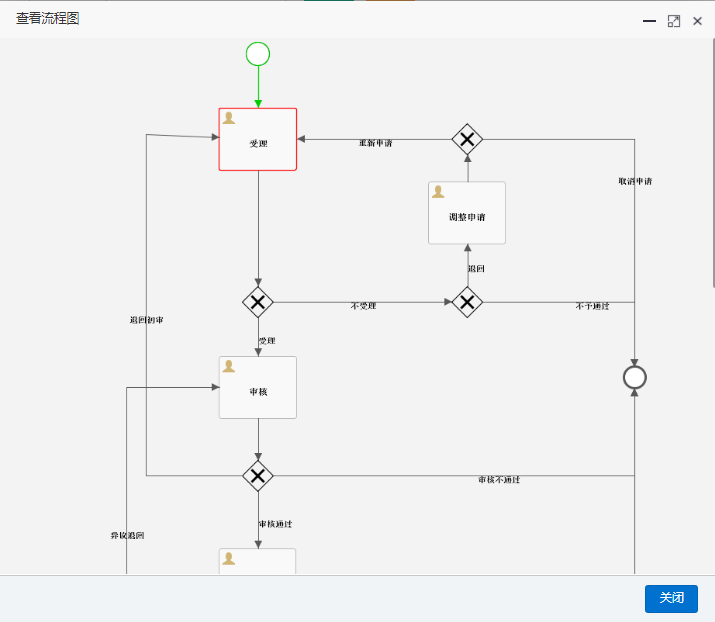 查看流程图
受理
重新申请
取消申请
调整申请
退回
不受理
不予通过
退回初审
受理
审核
审核不通过
审核通过
异议退回
关闭